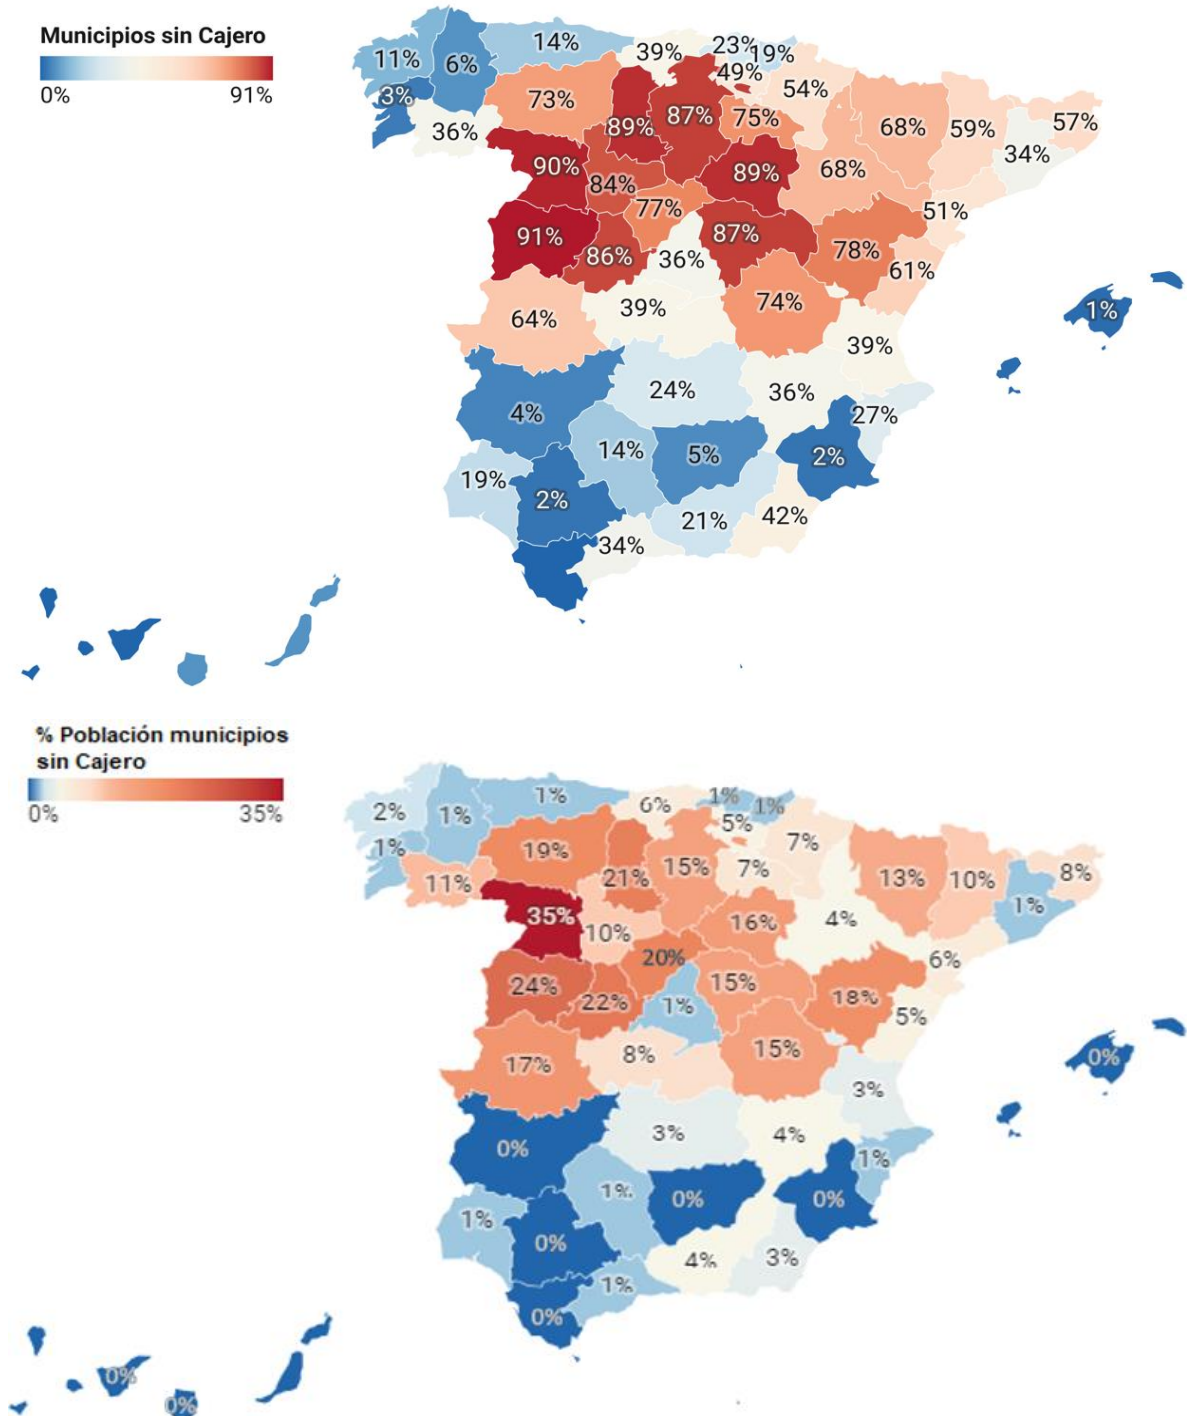 Municipios sin Cajero
0% 91%
11% 6% 14% 39% 23% 19%
49%
3% 73% 89% 87% 75% 54% 68% 59% 57%
36% 34%
90% 84% 89% 68%
77% 51%
91% 86% 36% 87% 78% 61%
64% 39% 74% 1%
39%
4% 24% 36% 27%
14% 5% 2%
19% 2% 21% 42%
34%
% Población municipios
sin Cajero
0% 35%
2% 1% 1% 6% 1% 1%
1% 5% 7%
11% 19% 21% 15% 7% 13% 10% 8%
35% 10% 16% 4% 1%
20% 6%
24% 22% 1% 15% 18% 5%
17% 8% 15% 0%
3%
0% 3% 4% 1%
1% 0% 0%
1% 0% 4% 3%
0% 1%
0% 0%